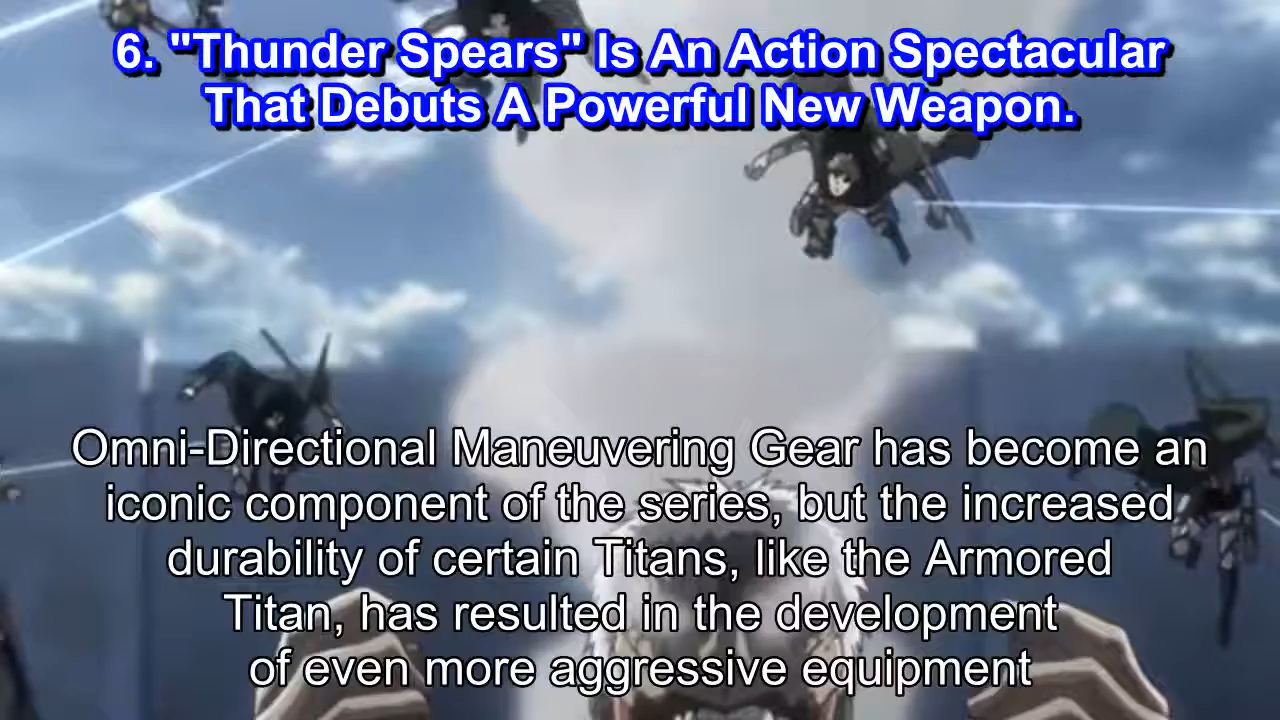 6. "Thunder Spears" Is An Action Spectacular
That Debuts A Powerful New Weapon.
Omni-Directional Maneuvering Gear has become an
iconic component of the series, but the increased
durability of certain Titans, like the Armored
Titan, has resulted in the development
of even more aggressive equipment